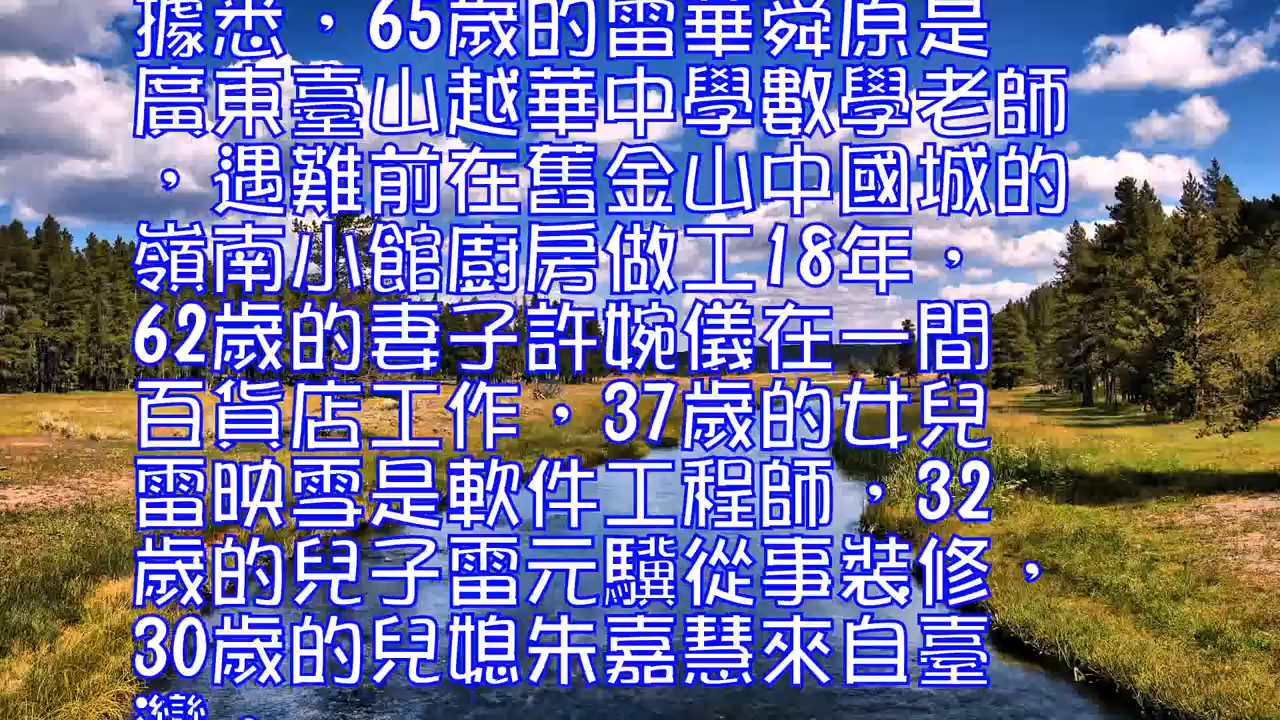 據悉，65歲的雷華舜原是
廣東臺山越華中學數學老師
，遇難前在舊金山中國城的
嶺南小館廚房做工18年，
62歲的妻子許婉儀在一間
百貨店工作，37歲的女兒
雷映雪是軟件工程師，32
歲的兒子雷元驥從事裝修，
30歲的兒媳朱嘉慧來自臺
灣，